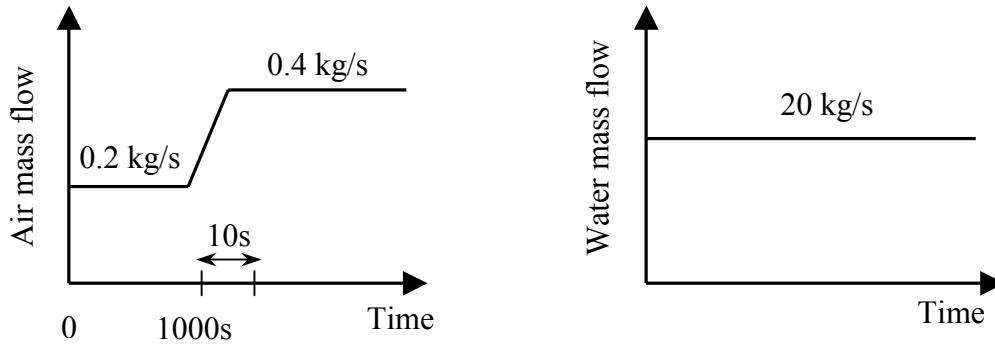 Air mass flow
0.4 kg/s
0.2 kg/s
10s
0
1000s
Time
Water mass flow
20 kg/s
Time